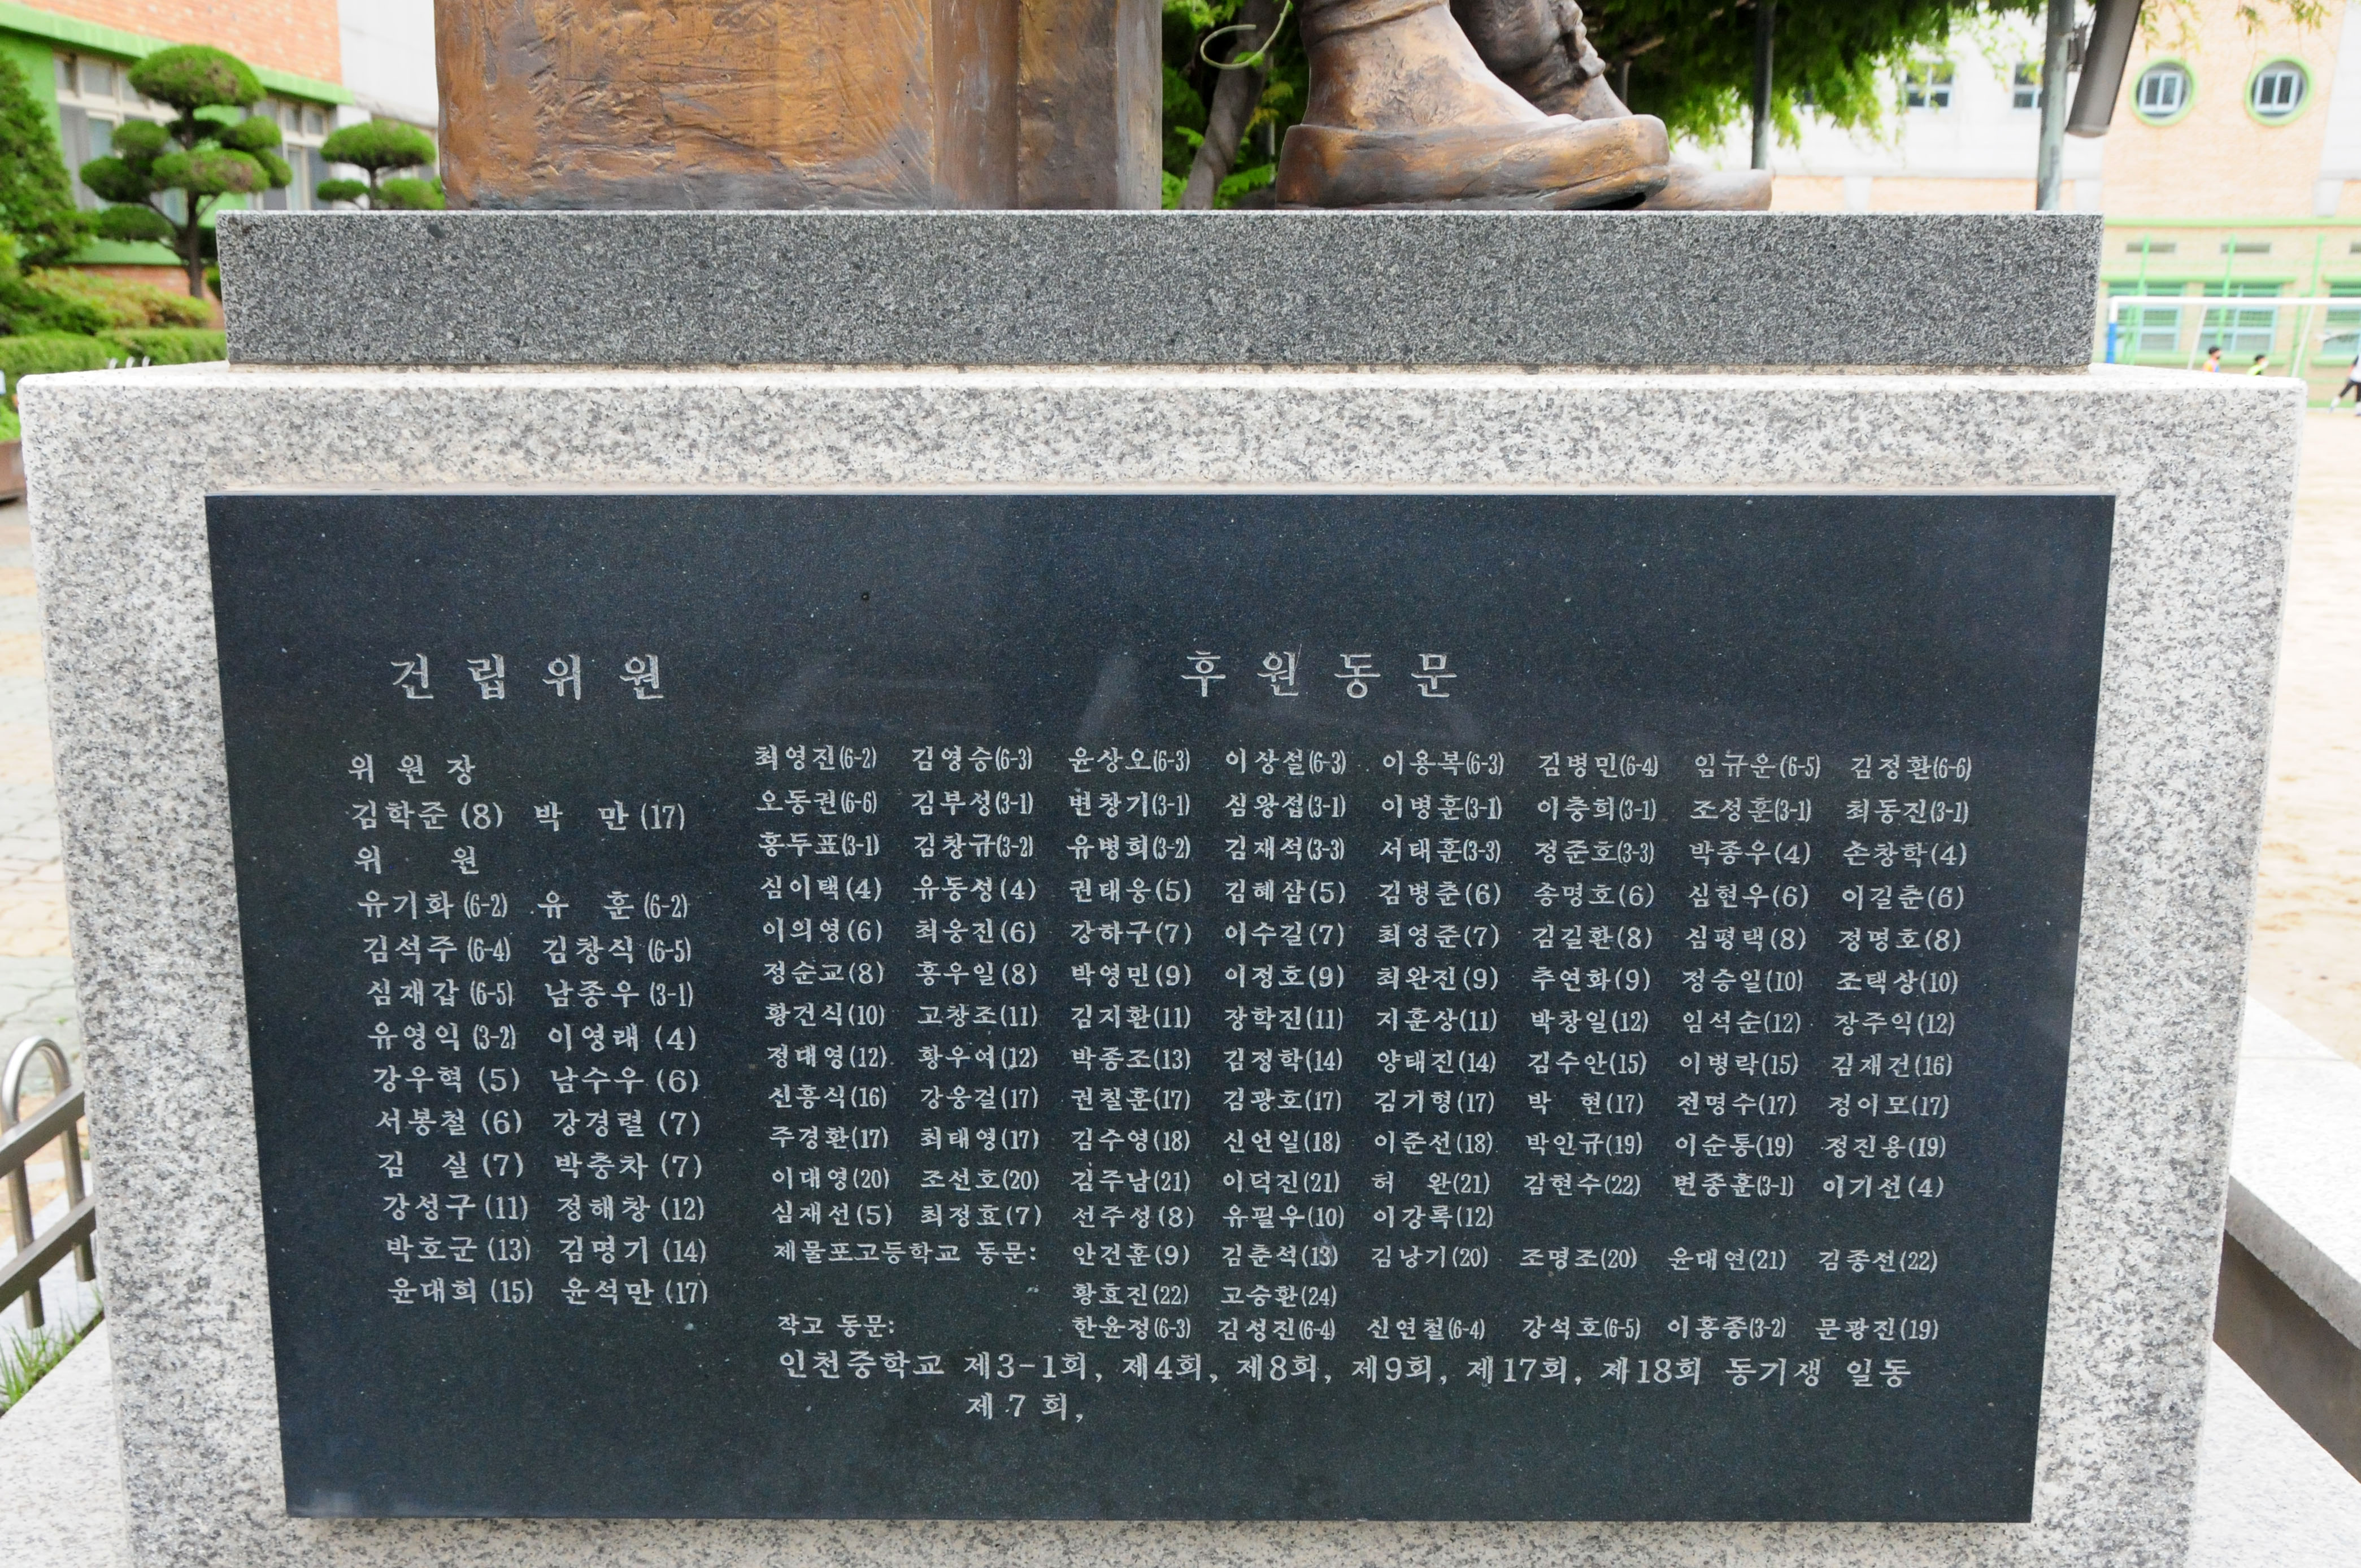 건립위원
위원장
김학준(8) 박 만(17)
위 원
유기화(6-2) 유 훈(6-2)
김석주(6-4) 김창식(6-5)
심재갑(6-5) 남종우(3-1)
유영익(3-2) 이영래(4)
강우혁(5) 남수우(6)
서봉철(6) 강경렬(7)
김 실(7) 박충차(7)
강성구(11) 정해창(12)
박호군(13) 김명기(14)
윤대희(15) 윤석만(17)
후원동문
최영진(6-2) 김영승(6-3) 윤상오(6-3) 이상설(6-3) 이용복(6-3) 김병민(6-4) 임규운(6-5) 김정환(6-6)
오동권(6-6) 김부성(3-1) 변창기(3-1) 심왕섭(3-1) 이병훈(3-1) 이충희(3-1) 조성훈(3-1) 최동진(3-1)
홍두표(3-1) 김창규(3-2) 유병희(3-2) 김재석(3-3) 서태훈(3-3) 정준호(3-3) 박종우(4) 손창학(4)
심이택(4) 유동성(4) 권태웅(5) 김혜삼(5) 김병춘(6) 송명호(6) 심현우(6) 이길춘(6)
이의영(6) 최웅진(6) 강하구(7) 이수길(7) 최영준(7) 김길환(8) 심평택(8) 정명호(8)
정순교(8) 홍우일(8) 박영민(9) 이정호(9) 최완진(9) 추연화(9) 정승일(10) 조택상(10)
황건식(10) 고창조(11) 김지환(11) 장학진(11) 지훈상(11) 박창일(12) 임석순(12) 장주익(12)
정대영(12) 황우여(12) 박종조(13) 김정학(14) 양태진(14) 김수안(15) 이병락(15) 김재건(16)
신흥식(16) 강웅걸(17) 권칠훈(17) 김광호(17) 김기형(17) 박 현(17) 전명수(17) 정이모(17)
주경환(17) 최태영(17) 김수영(18) 신언일(18) 이준선(18) 박인규(19) 이순통(19) 정진용(19)
이대영(20) 조선호(20) 김주남(21) 이덕진(21) 허 완(21) 김현수(22) 변종훈(3-1) 이기선(4)
심재선(5) 최정효(7) 선주성(8) 유필우(10) 이강록(12)
제물포고등학교 동문: 안건훈(9) 김춘석(13) 김낭기(20) 조명조(20) 윤대연(21) 김종선(22)
황효진(22) 고승환(24)
작고 동문: 한윤정(6-3) 김성진(6-4) 신연철(6-4) 강석호(6-5) 이흥종(3-2) 문광진(19)
인천중학교 제3-1회, 제4회, 제8회, 제9회, 제17회, 제18회 동기생 일동
제7회,